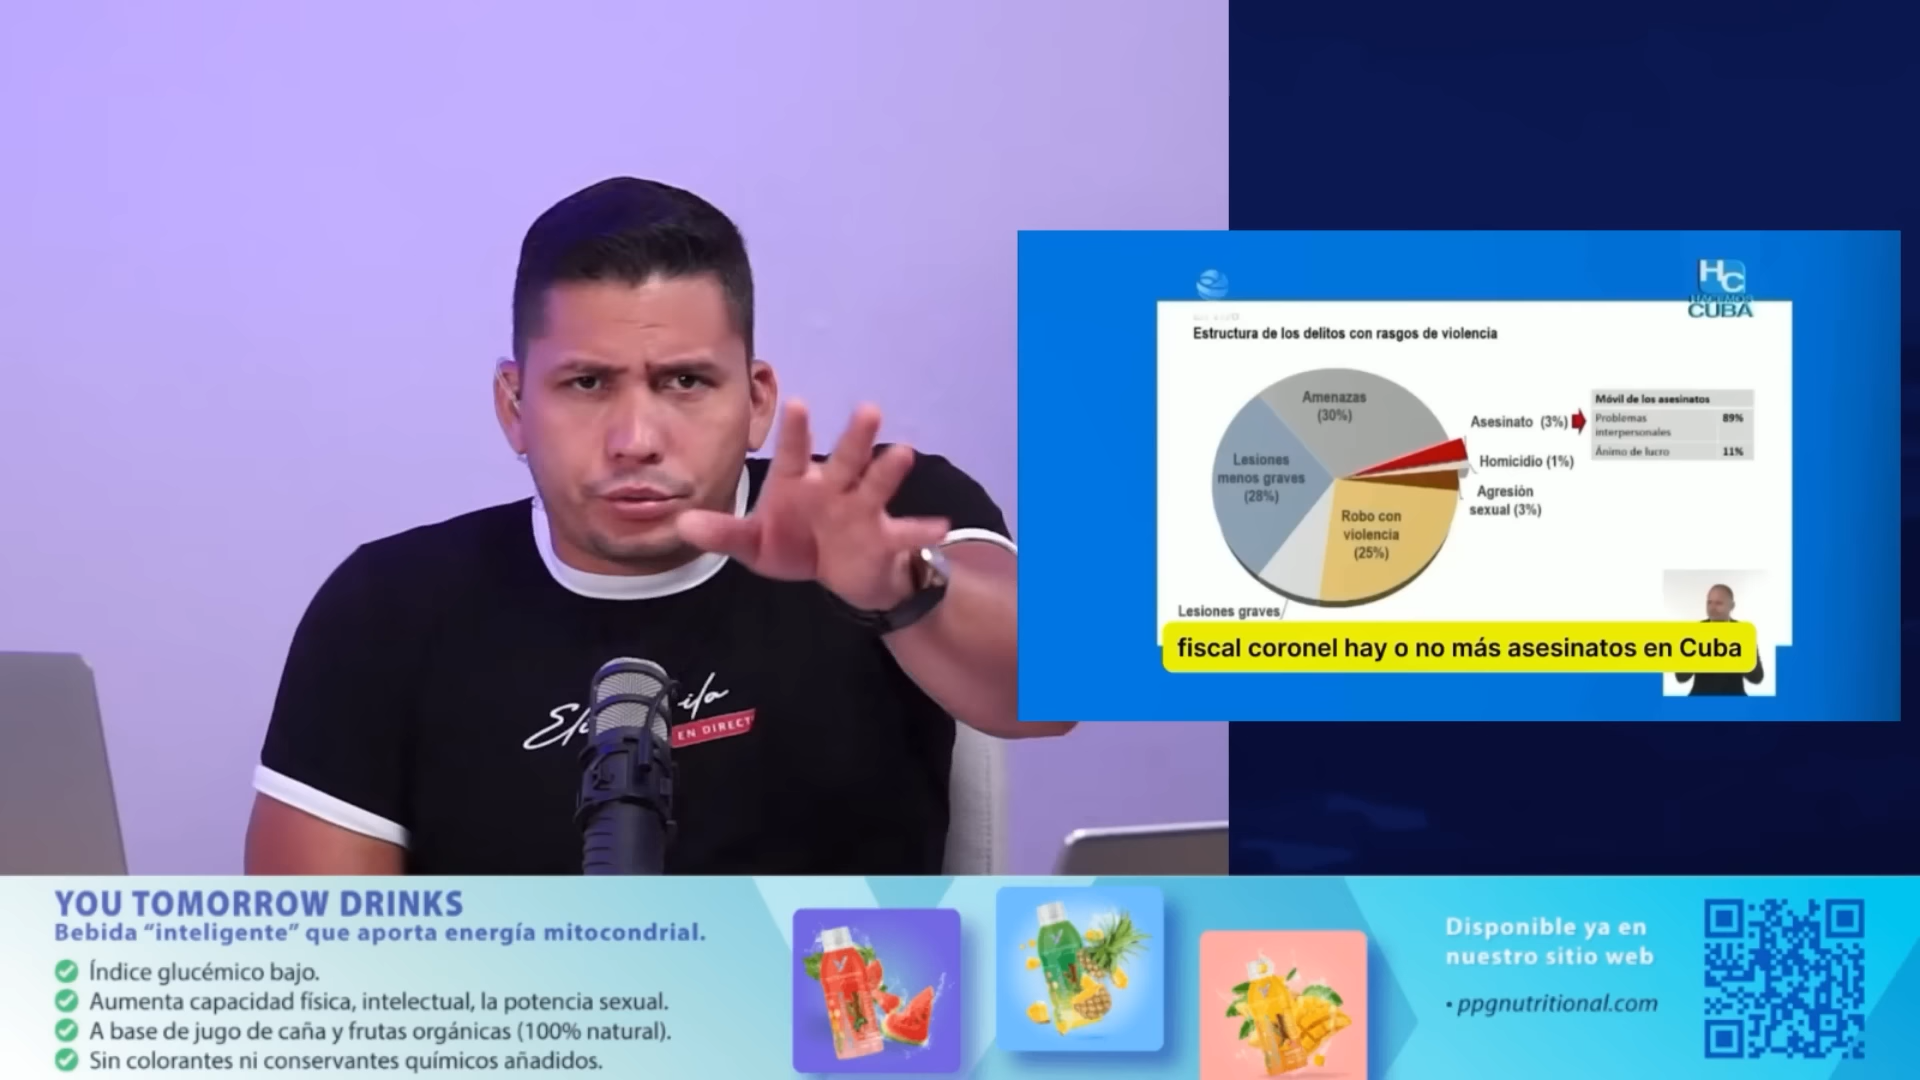 HC
HACEMOS
CUBA
Estructura de los delitos con rasgos de violencia
Amenazas
(30%)
Asesinato (3%)
Móvil de los asesinatos
Problemas interpersonales 89%
Ánimo de lucro 11%
Homicidio (1%)
Agresión
sexual (3%)
Lesiones
menos graves
(28%)
Robo con
violencia
(25%)
Lesiones graves
fiscal coronel hay o no más asesinatos en Cuba
EN DIRECT
YOU TOMORROW DRINKS
Bebida “inteligente” que aporta energía mitocondrial.
Índice glucémico bajo.
Aumenta capacidad física, intelectual, la potencia sexual.
A base de jugo de caña y frutas orgánicas (100% natural).
Sin colorantes ni conservantes químicos añadidos.
Disponible ya en
nuestro sitio web
• ppgnutritional.com